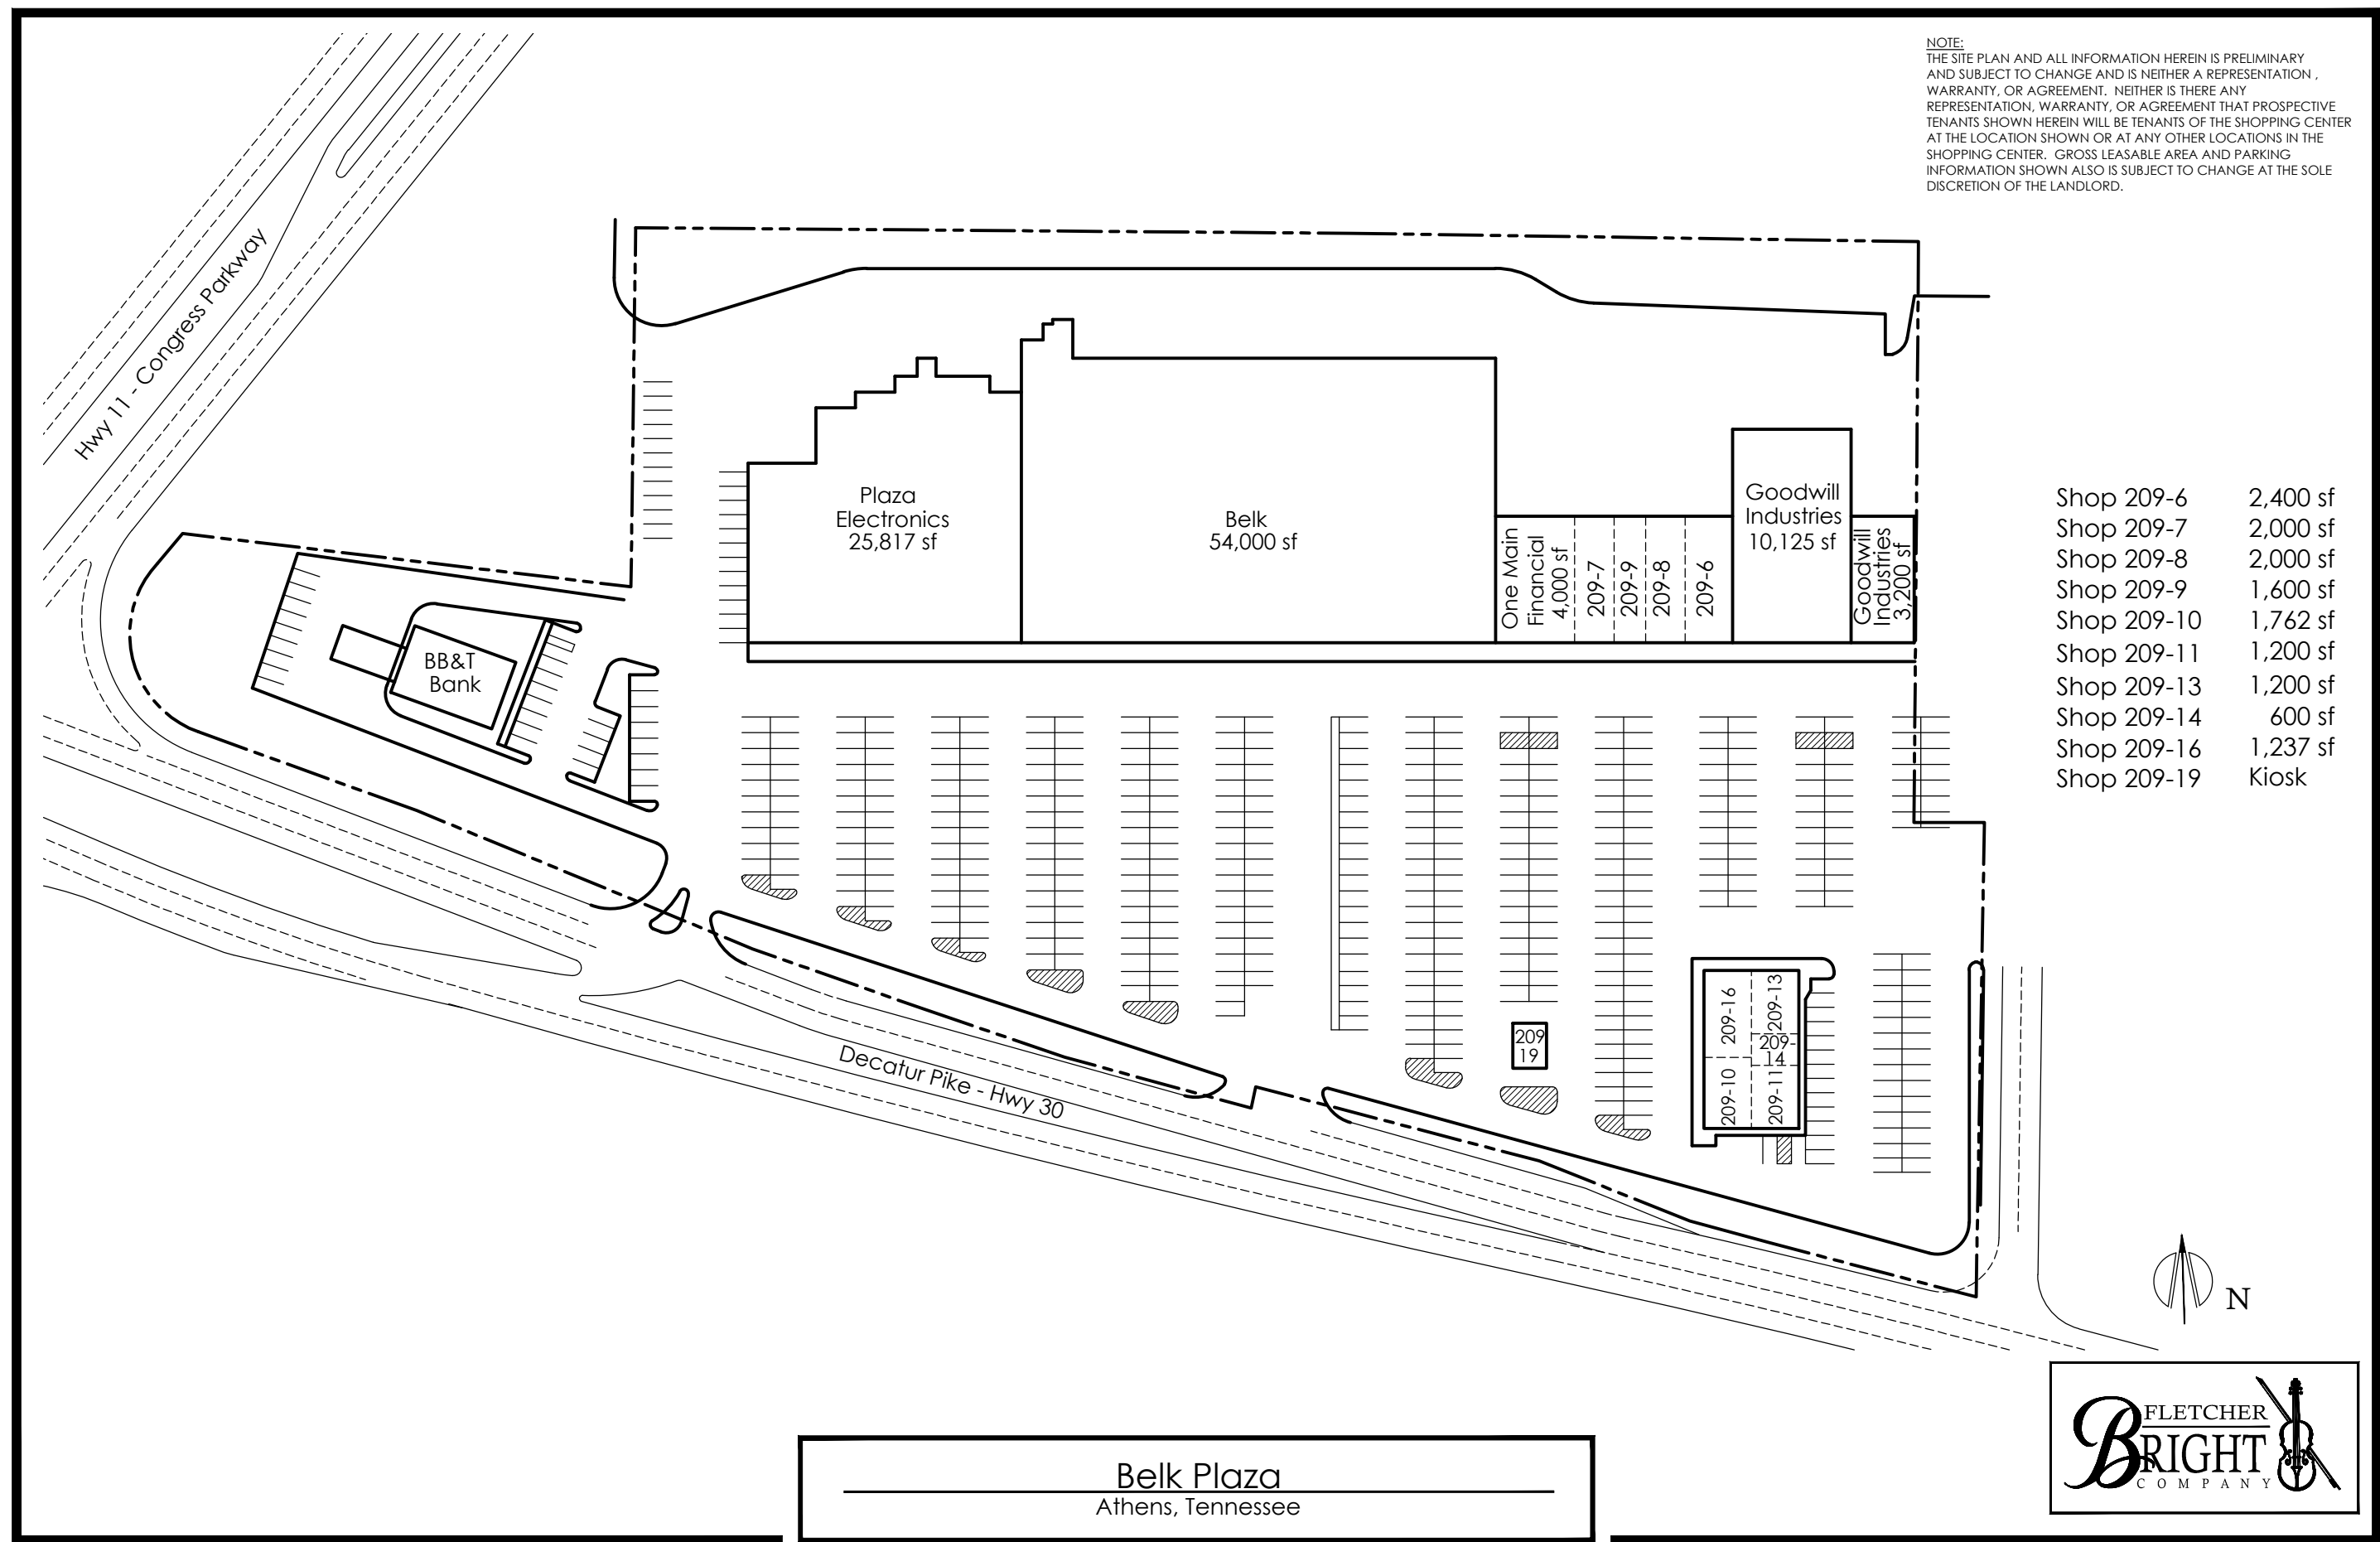 NOTE:
THE SITE PLAN AND ALL INFORMATION HEREIN IS PRELIMINARY
AND SUBJECT TO CHANGE AND IS NEITHER A REPRESENTATION ,
WARRANTY, OR AGREEMENT.  NEITHER IS THERE ANY
REPRESENTATION, WARRANTY, OR AGREEMENT THAT PROSPECTIVE
TENANTS SHOWN HEREIN WILL BE TENANTS OF THE SHOPPING CENTER
AT THE LOCATION SHOWN OR AT ANY OTHER LOCATIONS IN THE
SHOPPING CENTER.  GROSS LEASABLE AREA AND PARKING
INFORMATION SHOWN ALSO IS SUBJECT TO CHANGE AT THE SOLE
DISCRETION OF THE LANDLORD.
Hwy 11 - Congress Parkway
Plaza
Electronics
25,817 sf
Belk
54,000 sf
One Main
Financial
4,000 sf
209-7
209-9
209-8
209-6
Goodwill
Industries
10,125 sf
Goodwill
Industries
3,200 sf
Shop 209-6 2,400 sf
Shop 209-7 2,000 sf
Shop 209-8 2,000 sf
Shop 209-9 1,600 sf
Shop 209-10 1,762 sf
Shop 209-11 1,200 sf
Shop 209-13 1,200 sf
Shop 209-14 600 sf
Shop 209-16 1,237 sf
Shop 209-19 Kiosk
BB&T
Bank
209
19
209-16
209-13
209-
14
209-10
209-11
Decatur Pike - Hwy 30
N
Belk Plaza
Athens, Tennessee
FLETCHER
BRIGHT
COMPANY